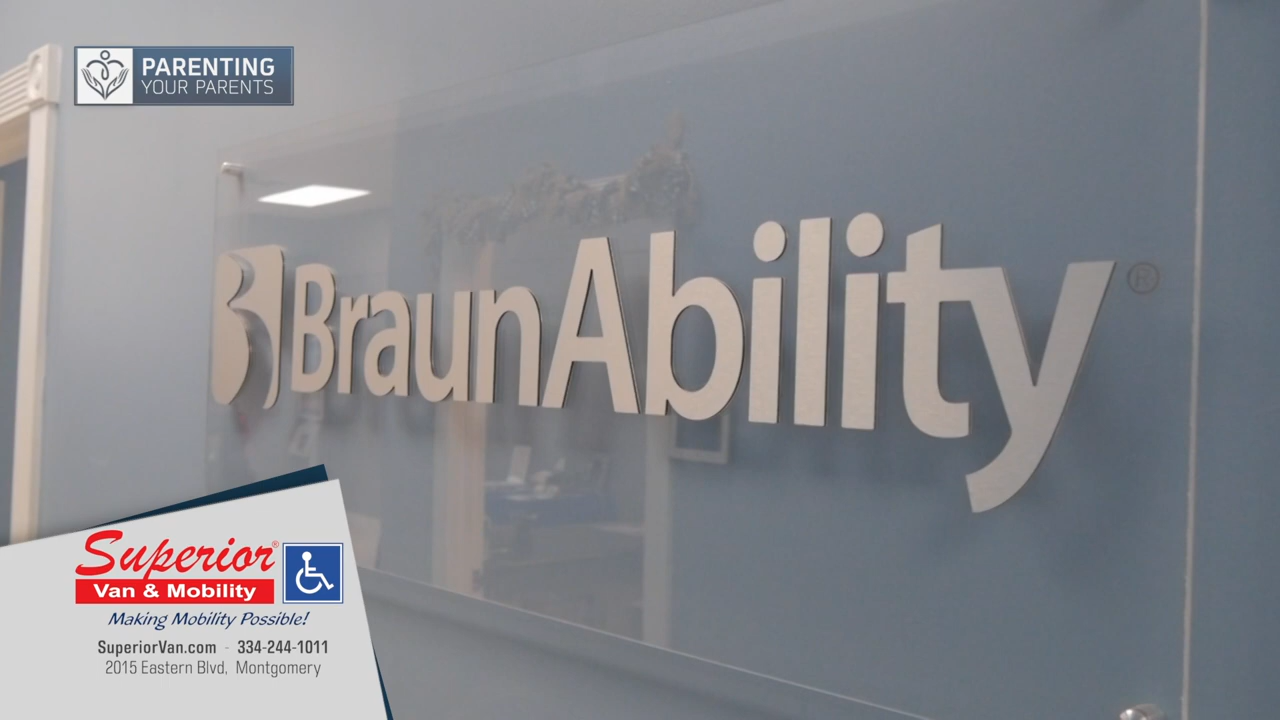 PARENTING
YOUR PARENTS
BraunAbility®
Superior®
Van & Mobility
Making Mobility Possible!
SuperiorVan.com - 334-244-1011
2015 Eastern Blvd, Montgomery